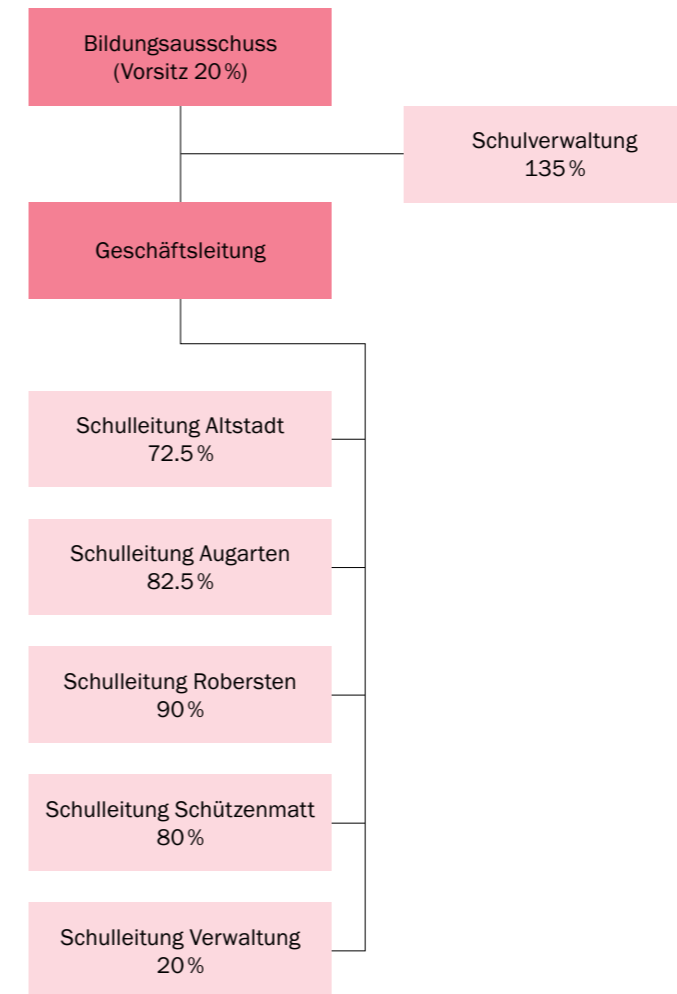 Bildungsausschuss
(Vorsitz 20 %)
Schulverwaltung
135 %
Geschäftsleitung
Schulleitung Altstadt
72.5 %
Schulleitung Augarten
82.5 %
Schulleitung Robersten
90 %
Schulleitung Schützenmatt
80 %
Schulleitung Verwaltung
20 %